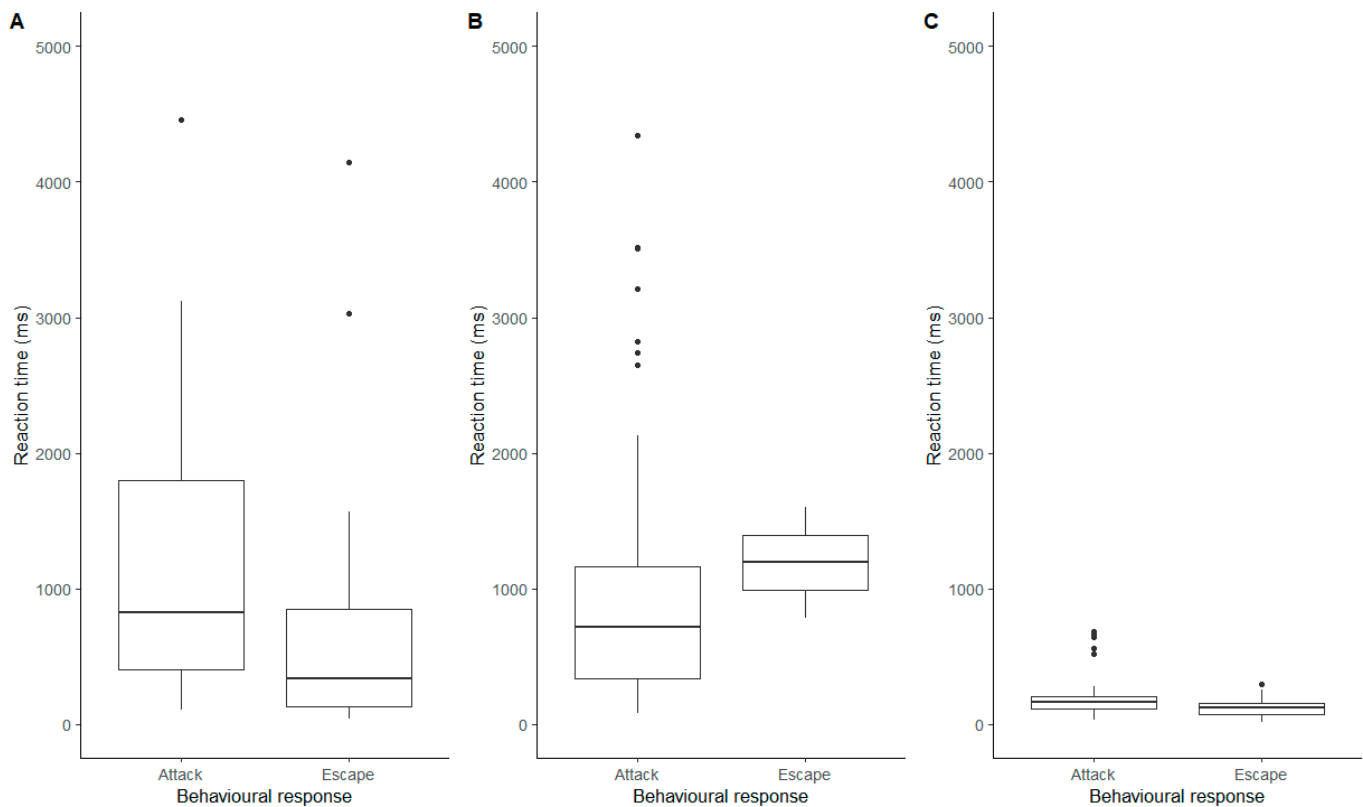 A
Reaction time (ms)
5000
4000
3000
2000
1000
0
Attack
Escape
Behavioural response
B
Reaction time (ms)
5000
4000
3000
2000
1000
0
Attack
Escape
Behavioural response
C
Reaction time (ms)
5000
4000
3000
2000
1000
0
Attack
Escape
Behavioural response